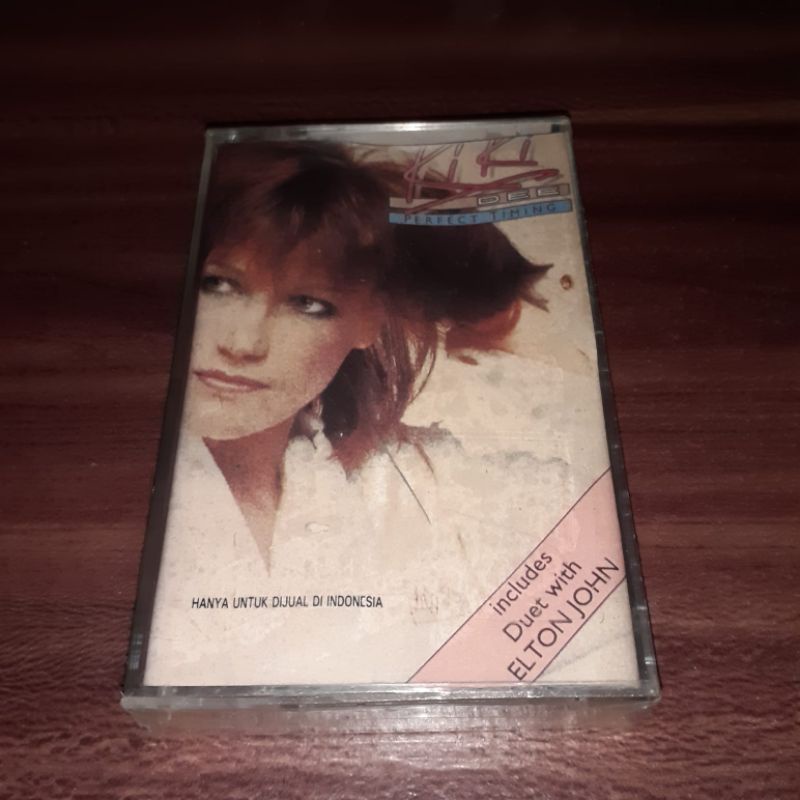 KiKi
DEE
PERFECT TIMING
HANYA UNTUK DIJUAL DI INDONESIA
includes
Duet with
ELTON JOHN